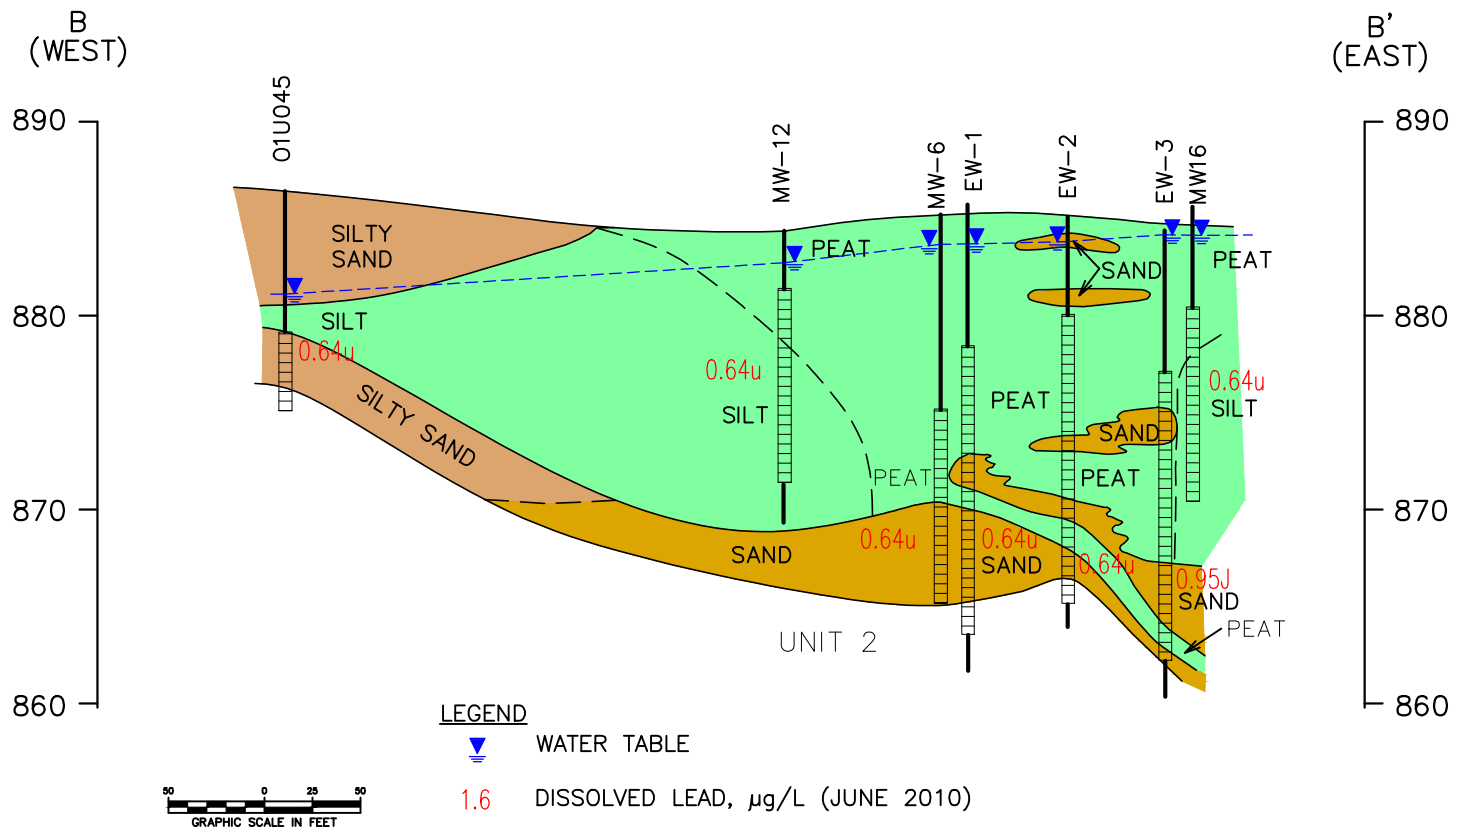 B
(WEST)
B'
(EAST)
01U045
MW-12
MW-6
EW-1
EW-2
EW-3
MW16
890
890
880
880
870
870
860
860
SILTY
SAND
PEAT
SAND
PEAT
SILT
0.64u
0.64u
0.64u
SILTY SAND
SILT
PEAT
SILT
SAND
PEAT
PEAT
0.64u
0.64u
SAND
SAND
0.64u
0.95J
SAND
PEAT
UNIT 2
LEGEND
WATER TABLE
1.6 DISSOLVED LEAD, µg/L (JUNE 2010)
50 0 25 50
GRAPHIC SCALE IN FEET